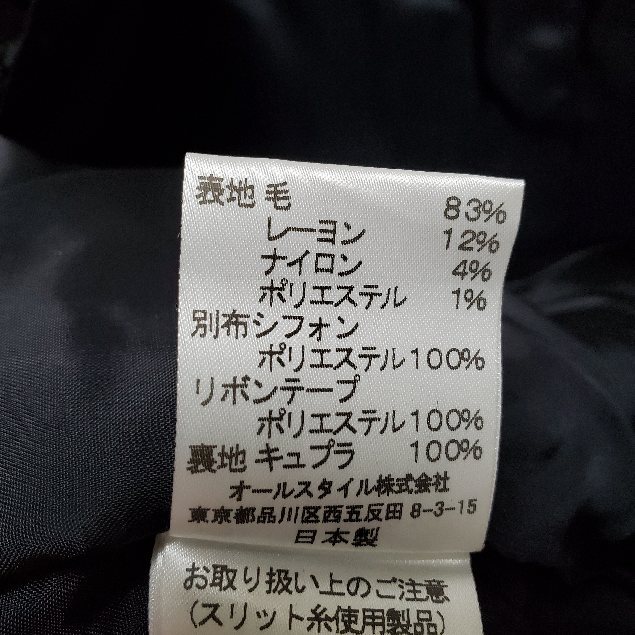 表地 毛 83%
レーヨン 12%
ナイロン 4%
ポリエステル 1%
別布シフォン
ポリエステル100%
リボンテープ
ポリエステル100%
裏地 キュプラ 100%
オールスタイル株式会社
東京都品川区西五反田 8-3-15
日本製
お取り扱い上のご注意
(スリット糸使用製品)